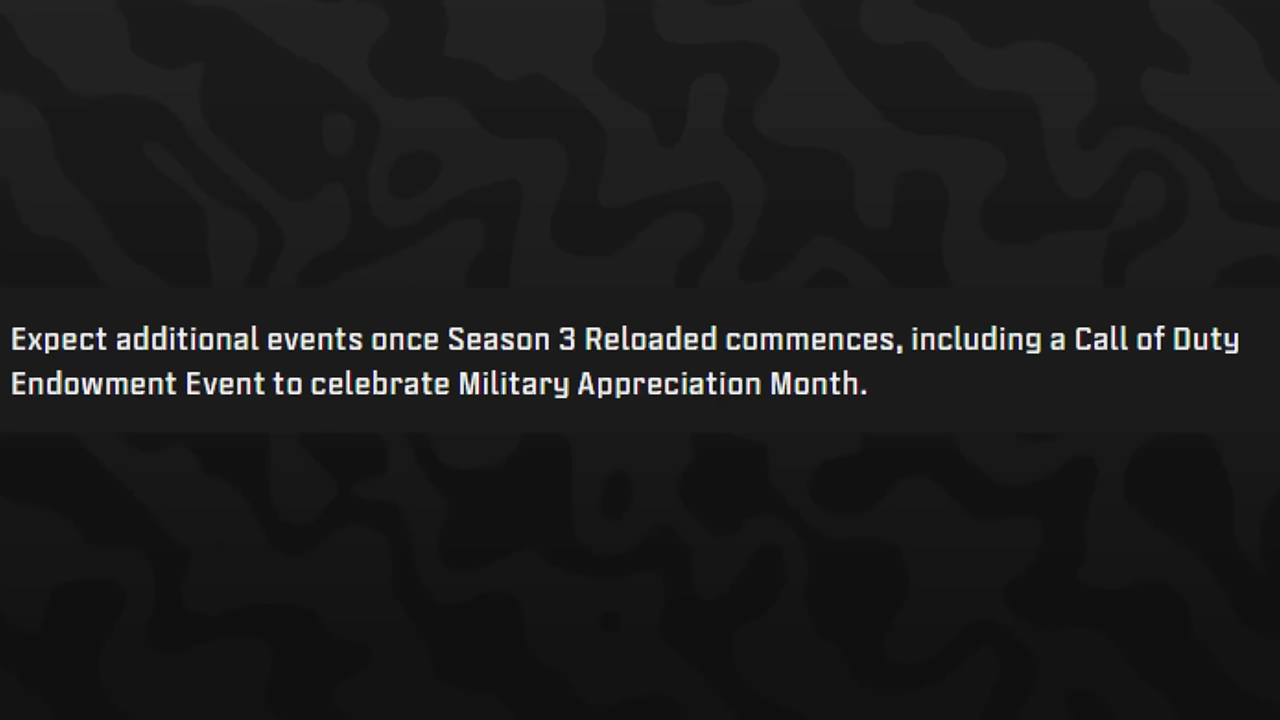 Expect additional events once Season 3 Reloaded commences, including a Call of Duty
Endowment Event to celebrate Military Appreciation Month.